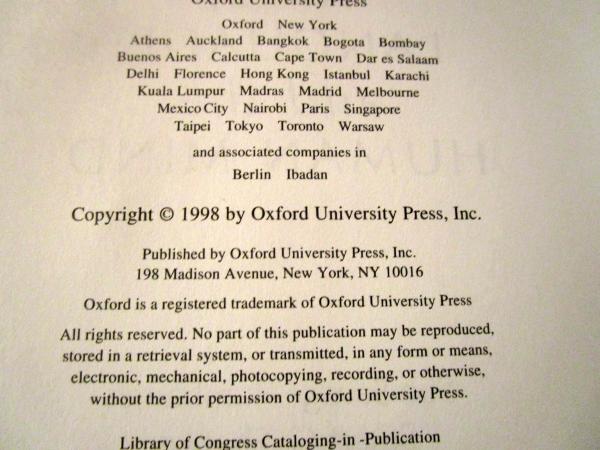 Oxford University Press
Oxford New York
Athens Auckland Bangkok Bogota Bombay
Buenos Aires Calcutta Cape Town Dar es Salaam
Delhi Florence Hong Kong Istanbul Karachi
Kuala Lumpur Madras Madrid Melbourne
Mexico City Nairobi Paris Singapore
Taipei Tokyo Toronto Warsaw
and associated companies in
Berlin Ibadan
Copyright © 1998 by Oxford University Press, Inc.
Published by Oxford University Press, Inc.
198 Madison Avenue, New York, NY 10016
Oxford is a registered trademark of Oxford University Press
All rights reserved. No part of this publication may be reproduced,
stored in a retrieval system, or transmitted, in any form or means,
electronic, mechanical, photocopying, recording, or otherwise,
without the prior permission of Oxford University Press.
Library of Congress Cataloging-in -Publication